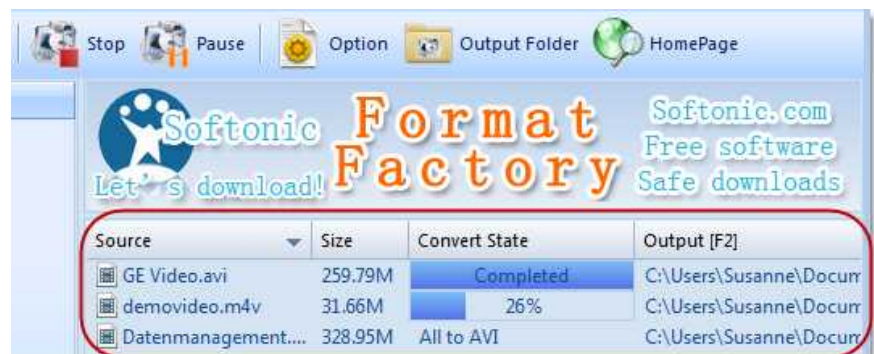 Stop Pause Option Output Folder HomePage
Softonic
Let's download!
Format
Factory
Softonic.com
Free software
Safe downloads
Source Size Convert State Output [F2]
GE Video.avi 259.79M Completed C:\Users\Susanne\Docum
demovideo.m4v 31.66M 26% C:\Users\Susanne\Docum
Datenmanagement.... 328.95M All to AVI C:\Users\Susanne\Docum